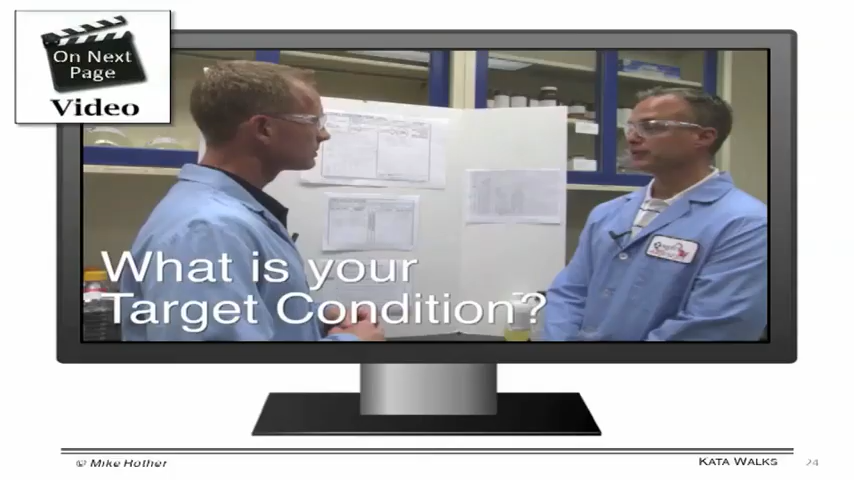 On Next
Page
Video
What is your
Target Condition?
© Mike Rother
KATA WALKS
24